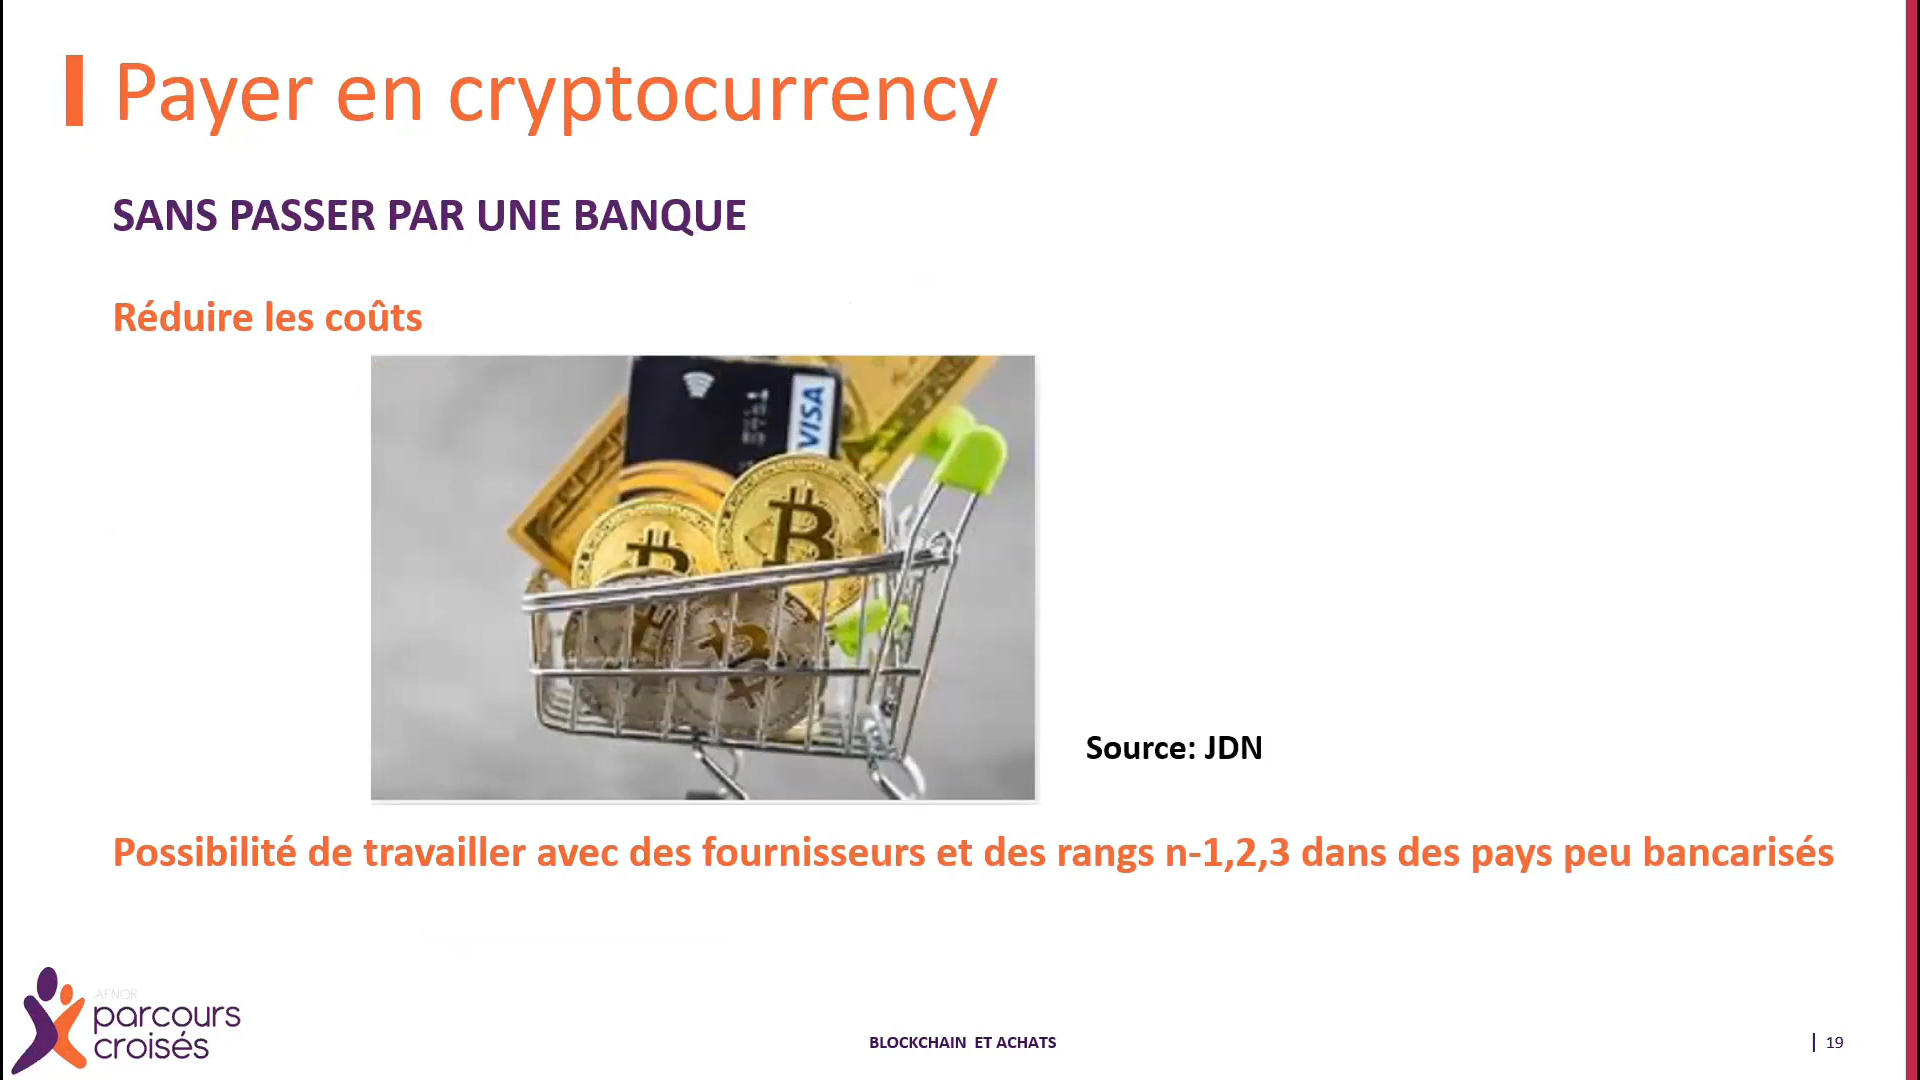 Payer en cryptocurrency
SANS PASSER PAR UNE BANQUE
Réduire les coûts
VISA
Source: JDN
Possibilité de travailler avec des fournisseurs et des rangs n-1,2,3 dans des pays peu bancarisés
AFNOR
parcours
croisés
BLOCKCHAIN ET ACHATS
19